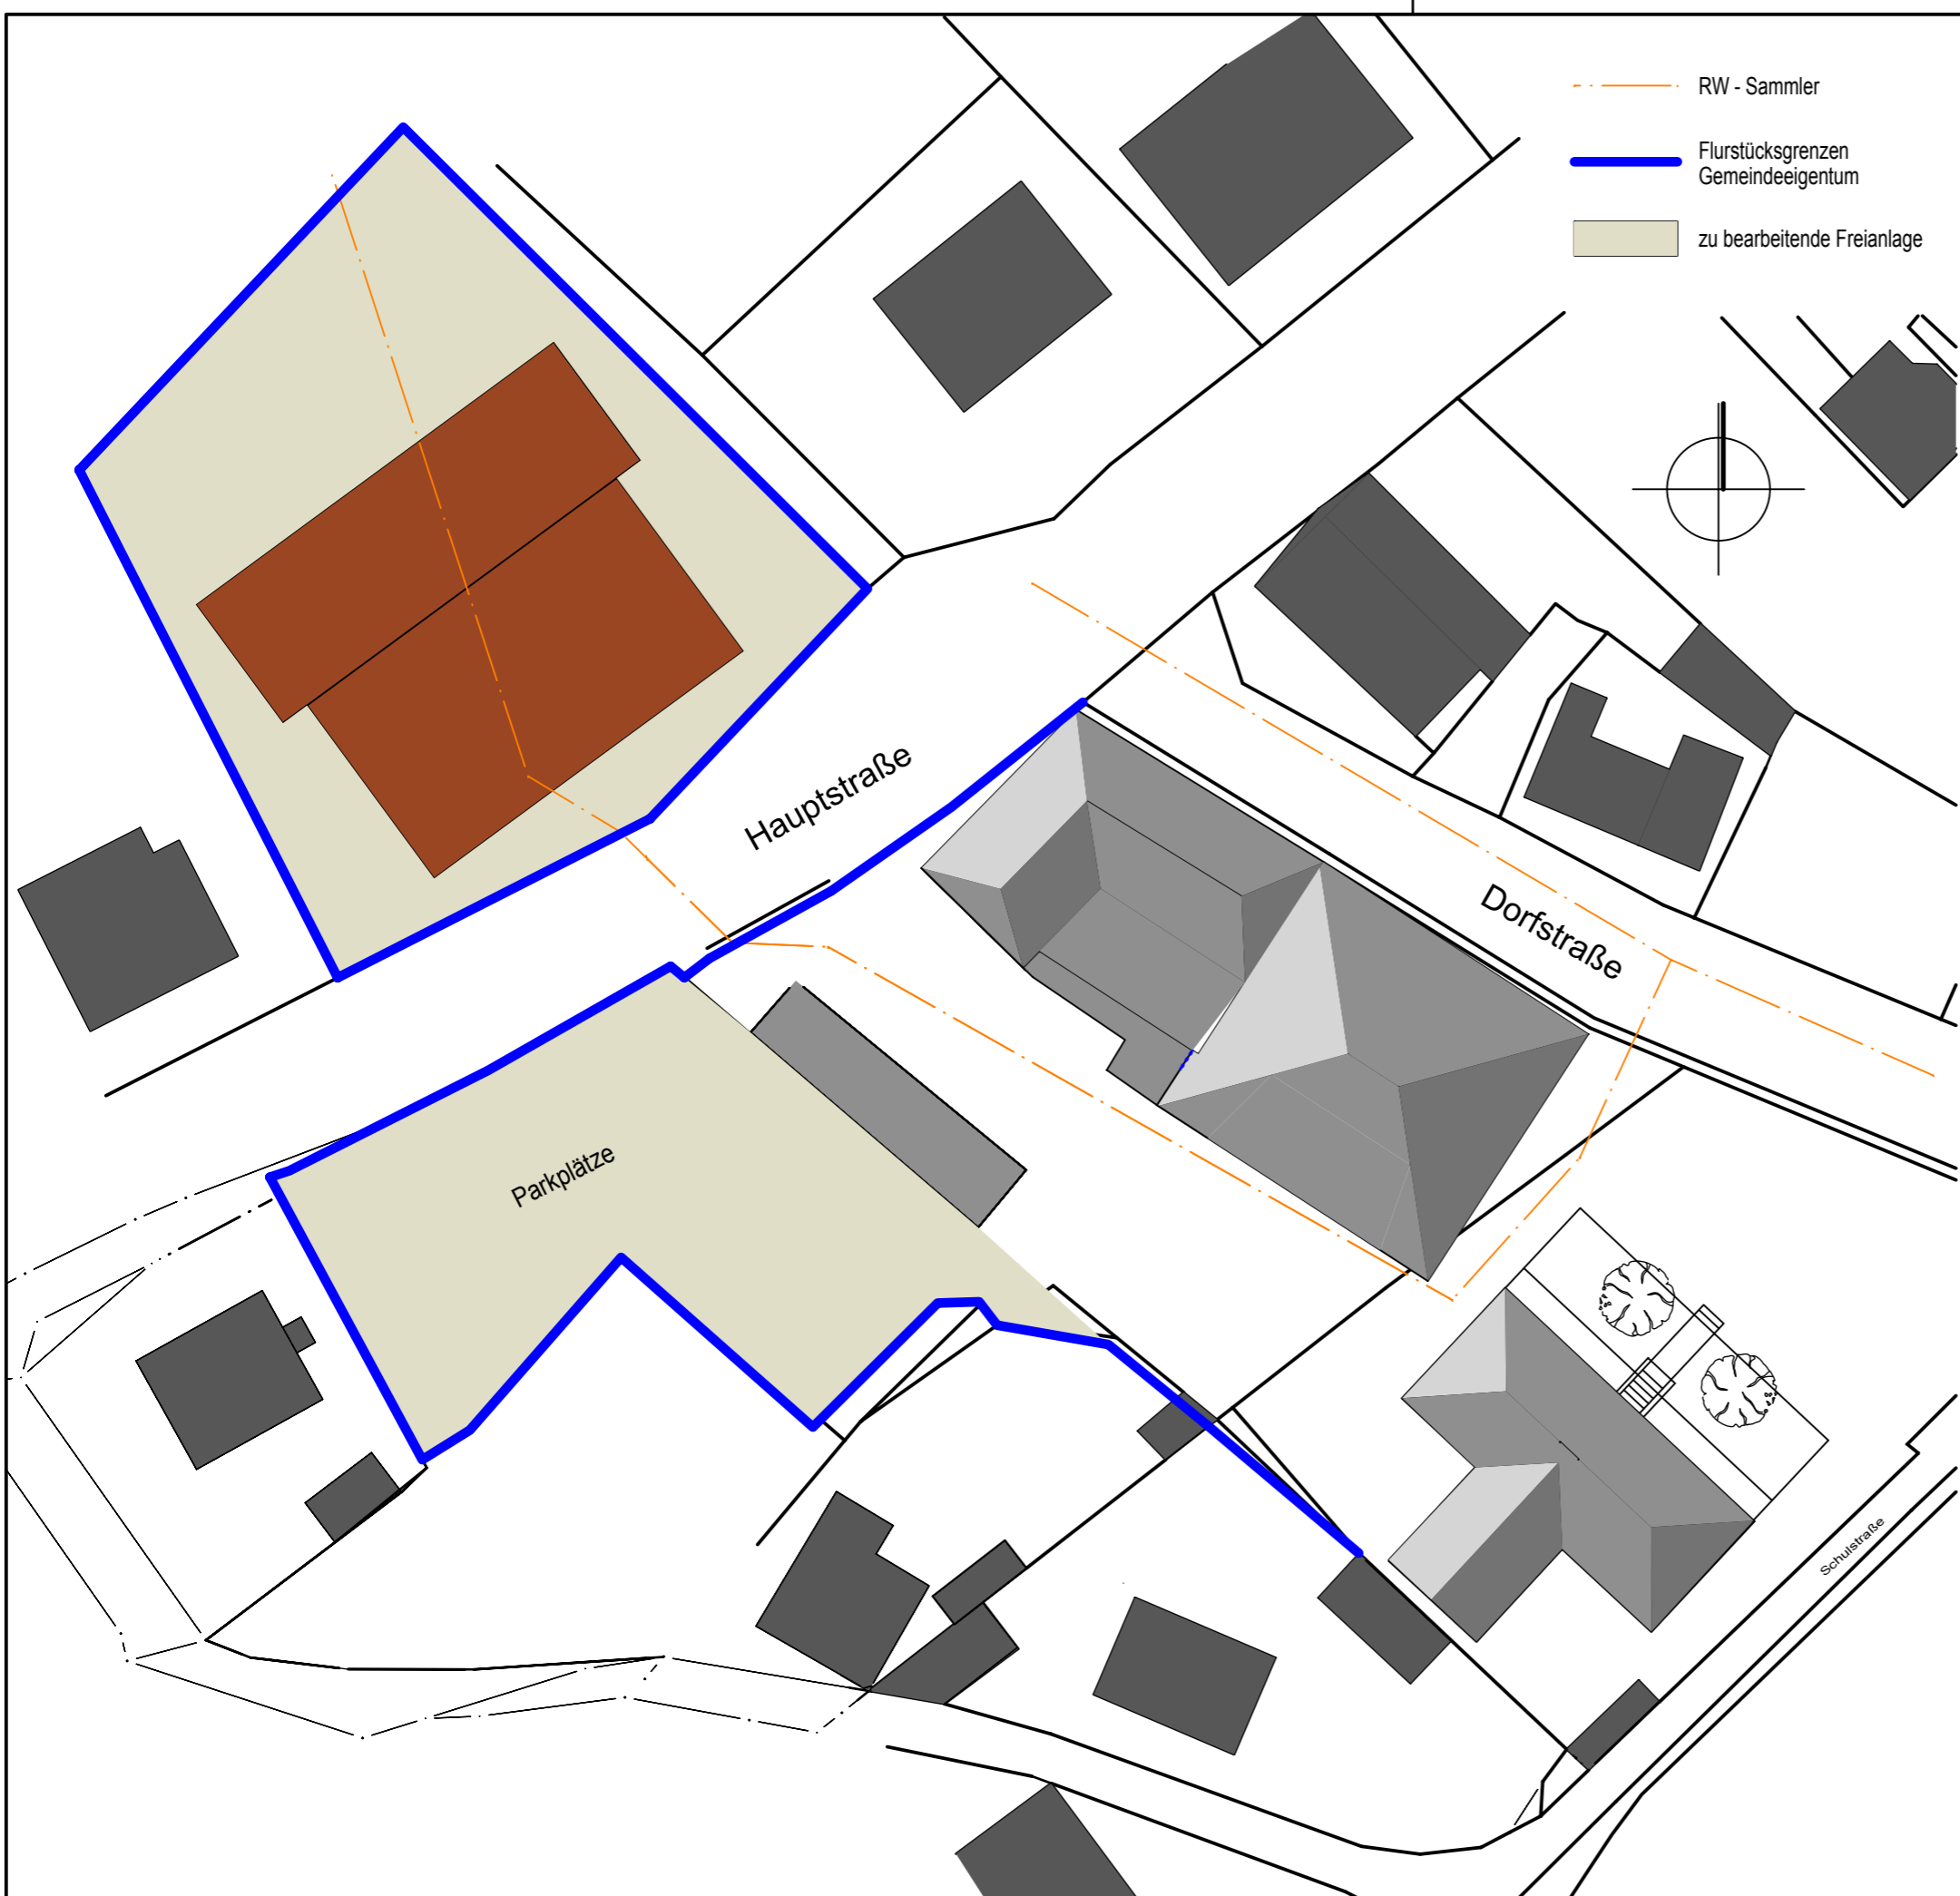 RW - Sammler
Flurstücksgrenzen
Gemeindeeigentum
zu bearbeitende Freianlage
Hauptstraße
Dorfstraße
Parkplätze
Schulstraße